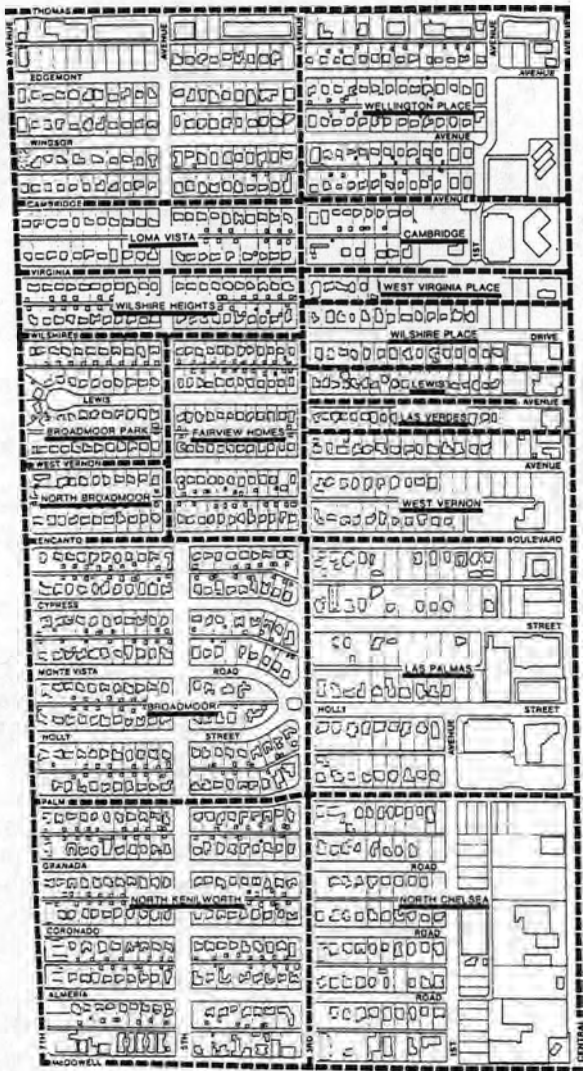 THOMAS
AVENUE AVENUE AVENUE AVENUE AVENUE
EDGEMONT AVENUE
WELLINGTON PLACE
WINDSOR AVENUE
CAMBRIDGE AVENUE
LOMA VISTA CAMBRIDGE
1ST
VIRGINIA
WEST VIRGINIA PLACE
WILSHIRE HEIGHTS
WILSHIRE WILSHIRE PLACE DRIVE
LEWIS
LEWIS AVENUE
BROADMOOR PARK FAIRVIEW HOMES LAS VERDES
WEST VERNON AVENUE
NORTH BROADMOOR WEST VERNON
ENCANTO BOULEVARD
CYPRESS STREET
MONTE VISTA ROAD LAS PALMAS
BROADMOOR
HOLLY STREET
HOLLY STREET
AVENUE
PALM
GRANADA ROAD
NORTH KENILWORTH NORTH CHELSEA
CORONADO ROAD
ALMERIA ROAD
7TH 5TH 3RD 1ST CENTRAL
McDOWELL